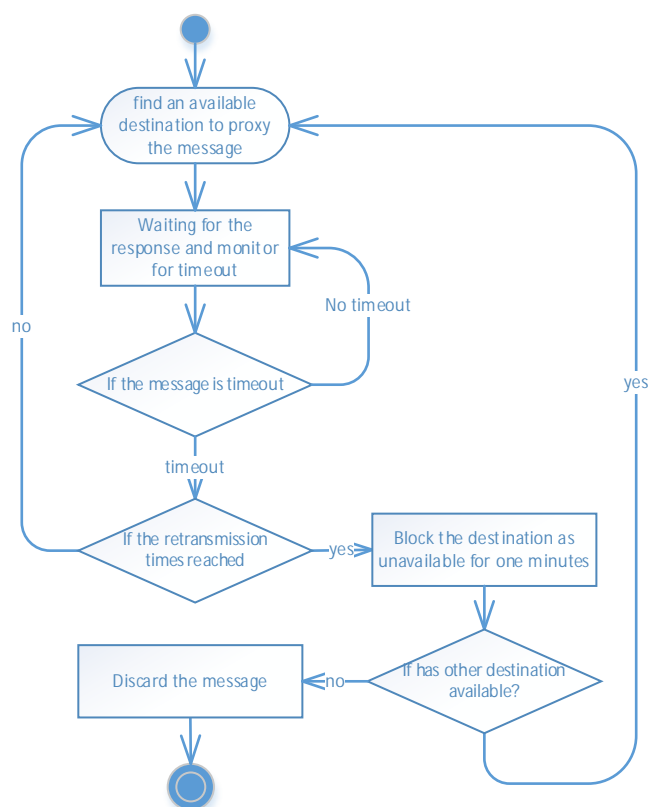 find an available
destination to proxy
the message
Waiting for the
response and monitor
for timeout
No timeout
no
If the message is timeout
yes
timeout
If the retransmission
times reached
yes
Block the destination as
unavailable for one minutes
If has other destination
available?
no
Discard the message